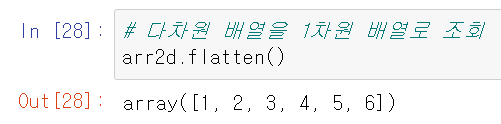 In [28]: # 다차원 배열을 1차원 배열로 조회
arr2d.flatten()
Out[28]: array([1, 2, 3, 4, 5, 6])